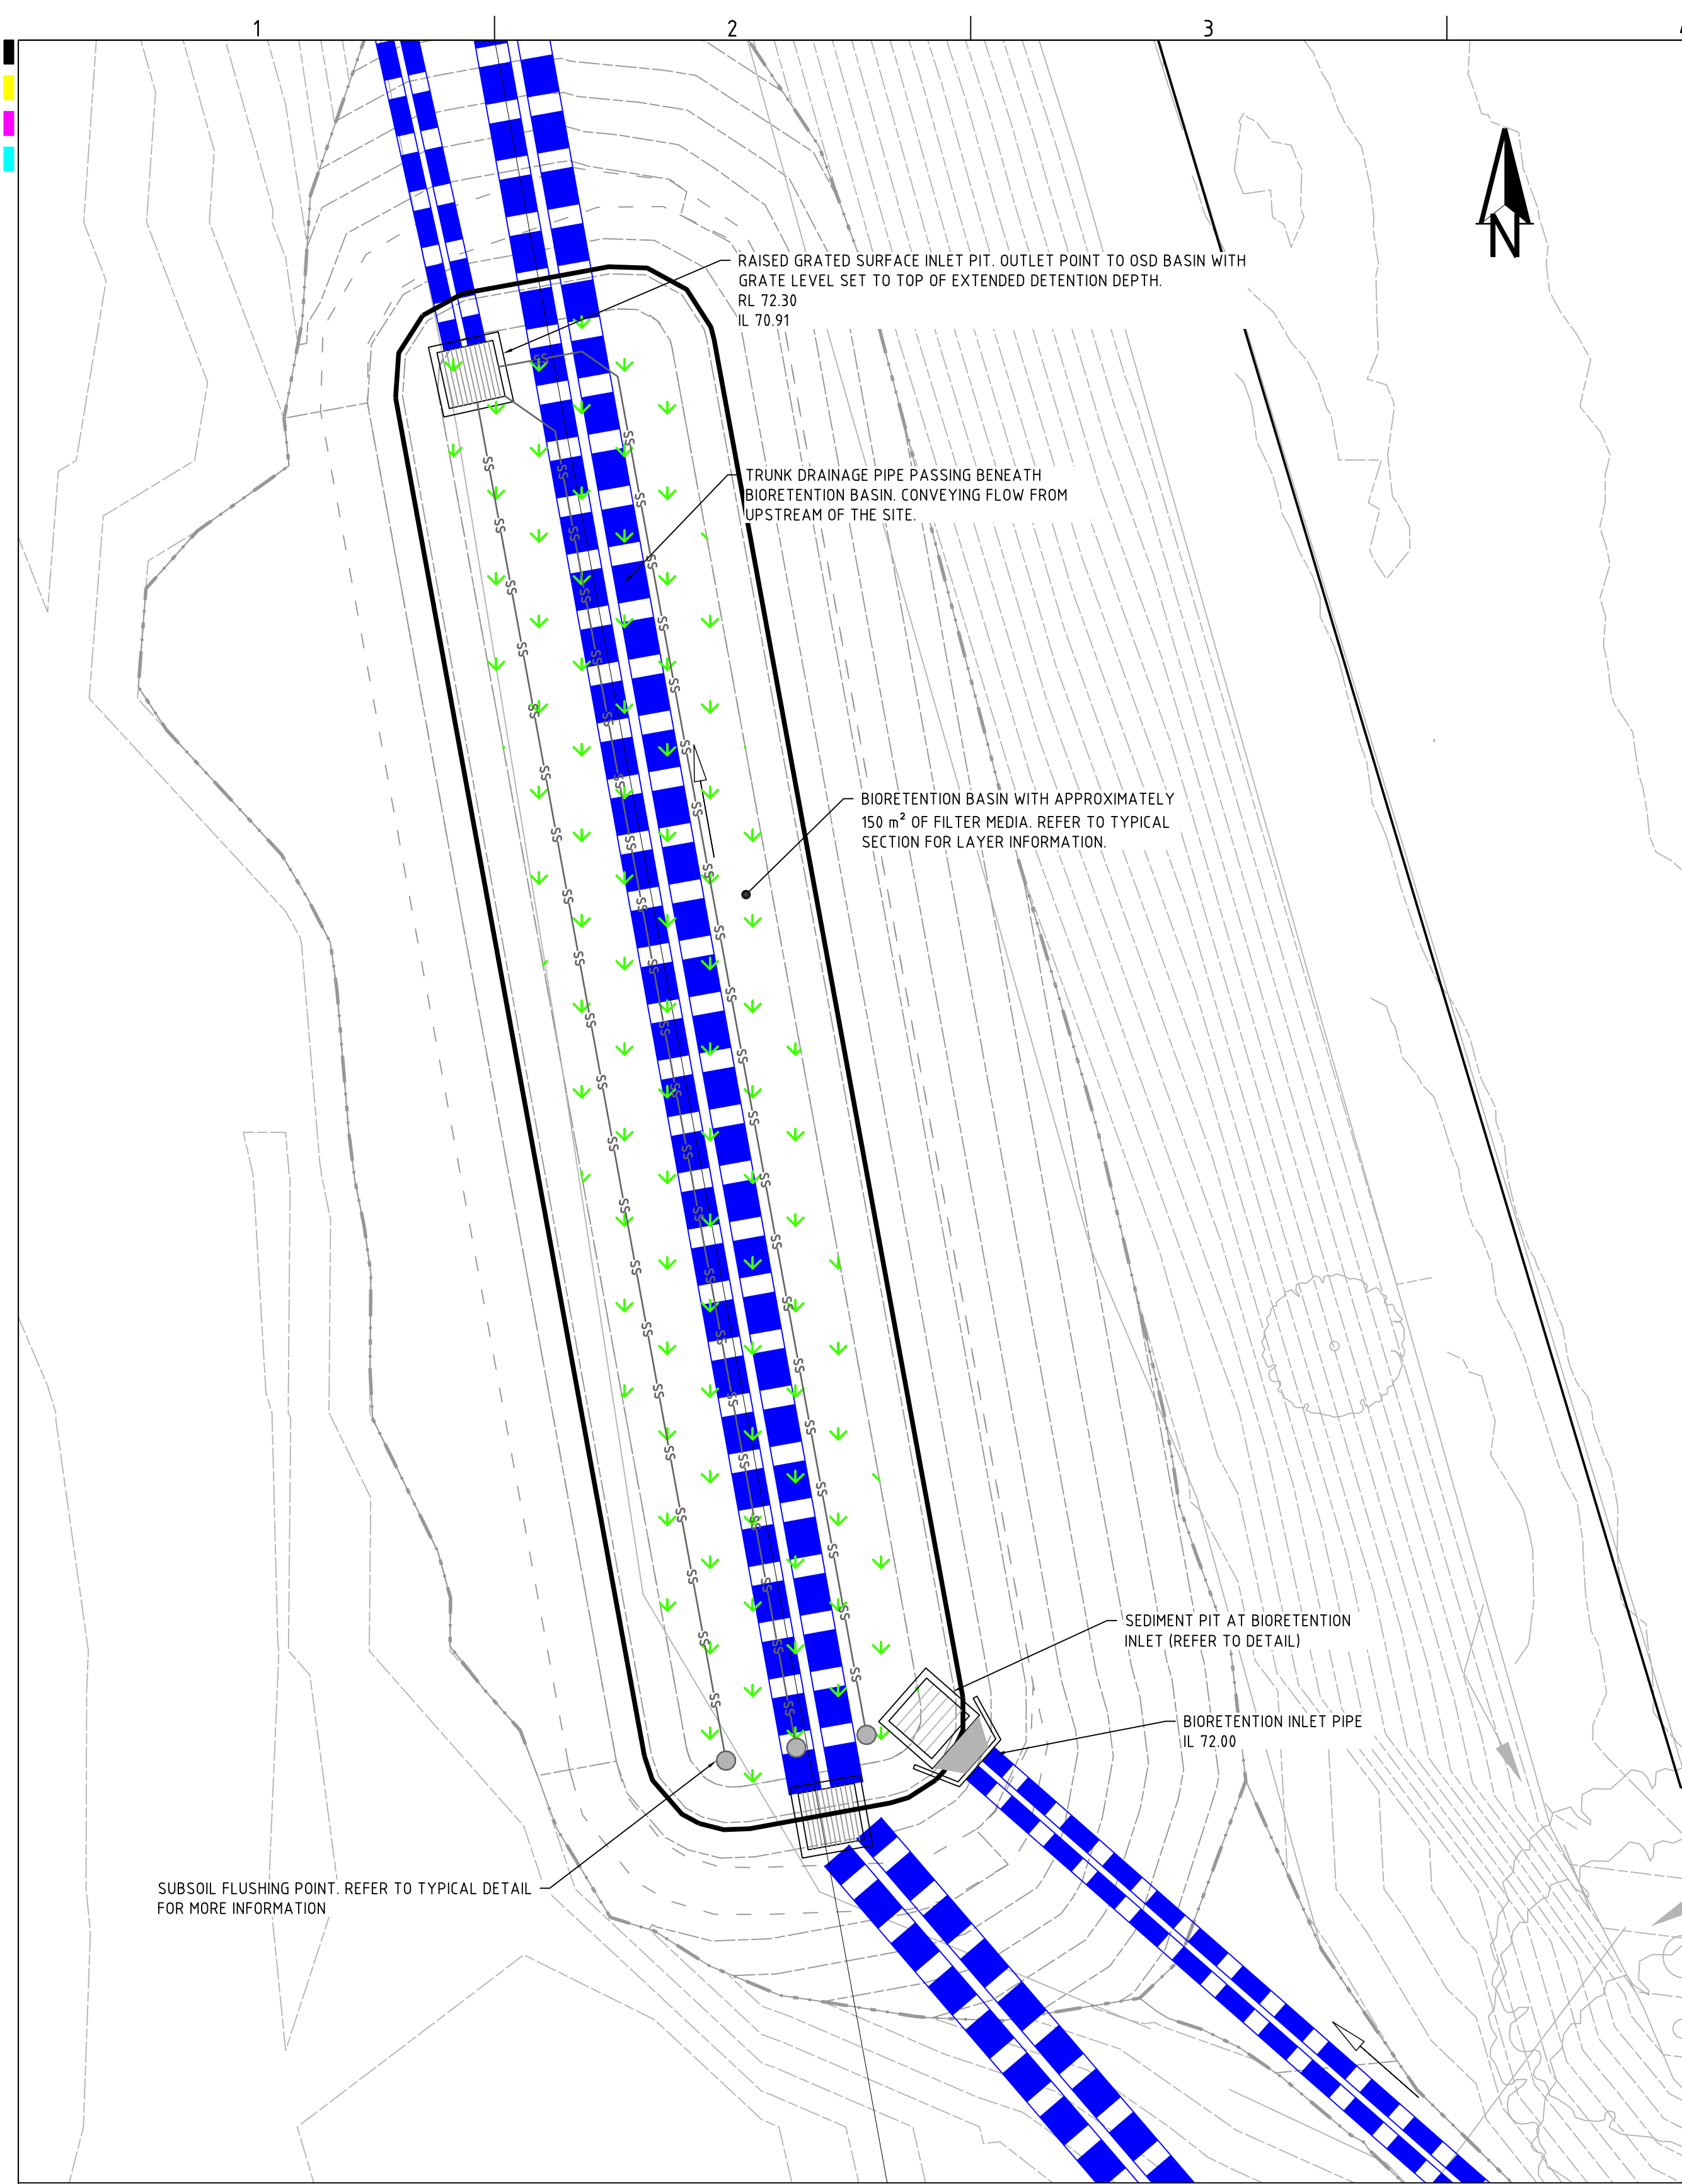 1
2
3
N
RAISED GRATED SURFACE INLET PIT. OUTLET POINT TO OSD BASIN WITH
GRATE LEVEL SET TO TOP OF EXTENDED DETENTION DEPTH.
RL 72.30
IL 70.91
TRUNK DRAINAGE PIPE PASSING BENEATH
BIORETENTION BASIN. CONVEYING FLOW FROM
UPSTREAM OF THE SITE.
BIORETENTION BASIN WITH APPROXIMATELY
150 m² OF FILTER MEDIA. REFER TO TYPICAL
SECTION FOR LAYER INFORMATION.
SEDIMENT PIT AT BIORETENTION
INLET (REFER TO DETAIL)
BIORETENTION INLET PIPE
IL 72.00
SUBSOIL FLUSHING POINT. REFER TO TYPICAL DETAIL
FOR MORE INFORMATION
SS